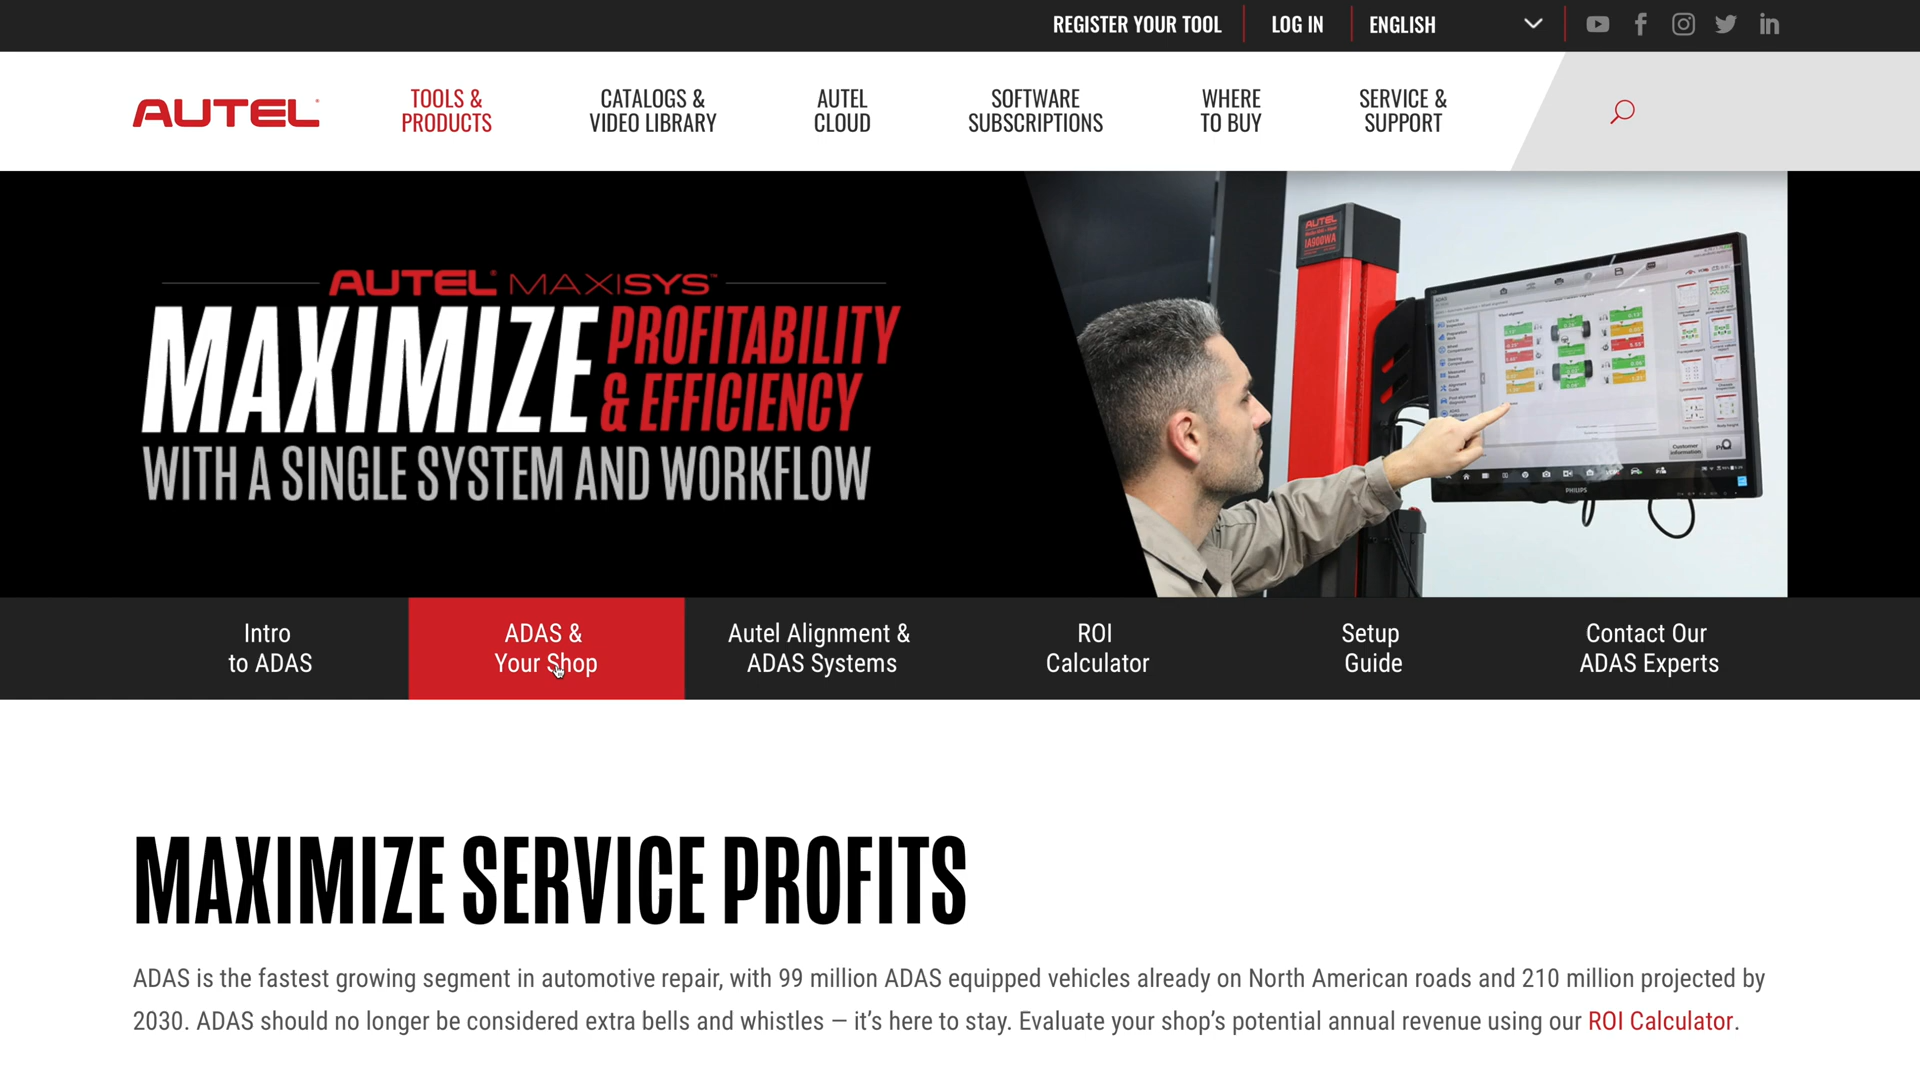 REGISTER YOUR TOOL LOG IN ENGLISH
AUTEL
TOOLS &
PRODUCTS
CATALOGS &
VIDEO LIBRARY
AUTEL
CLOUD
SOFTWARE
SUBSCRIPTIONS
WHERE
TO BUY
SERVICE &
SUPPORT
AUTEL MAXISYS™
MAXIMIZE PROFITABILITY
& EFFICIENCY
WITH A SINGLE SYSTEM AND WORKFLOW
AUTEL
IA900WA
Customer
Information
PHILIPS
Intro
to ADAS
ADAS &
Your Shop
Autel Alignment &
ADAS Systems
ROI
Calculator
Setup
Guide
Contact Our
ADAS Experts
MAXIMIZE SERVICE PROFITS
ADAS is the fastest growing segment in automotive repair, with 99 million ADAS equipped vehicles already on North American roads and 210 million projected by
2030. ADAS should no longer be considered extra bells and whistles – it's here to stay. Evaluate your shop's potential annual revenue using our ROI Calculator.